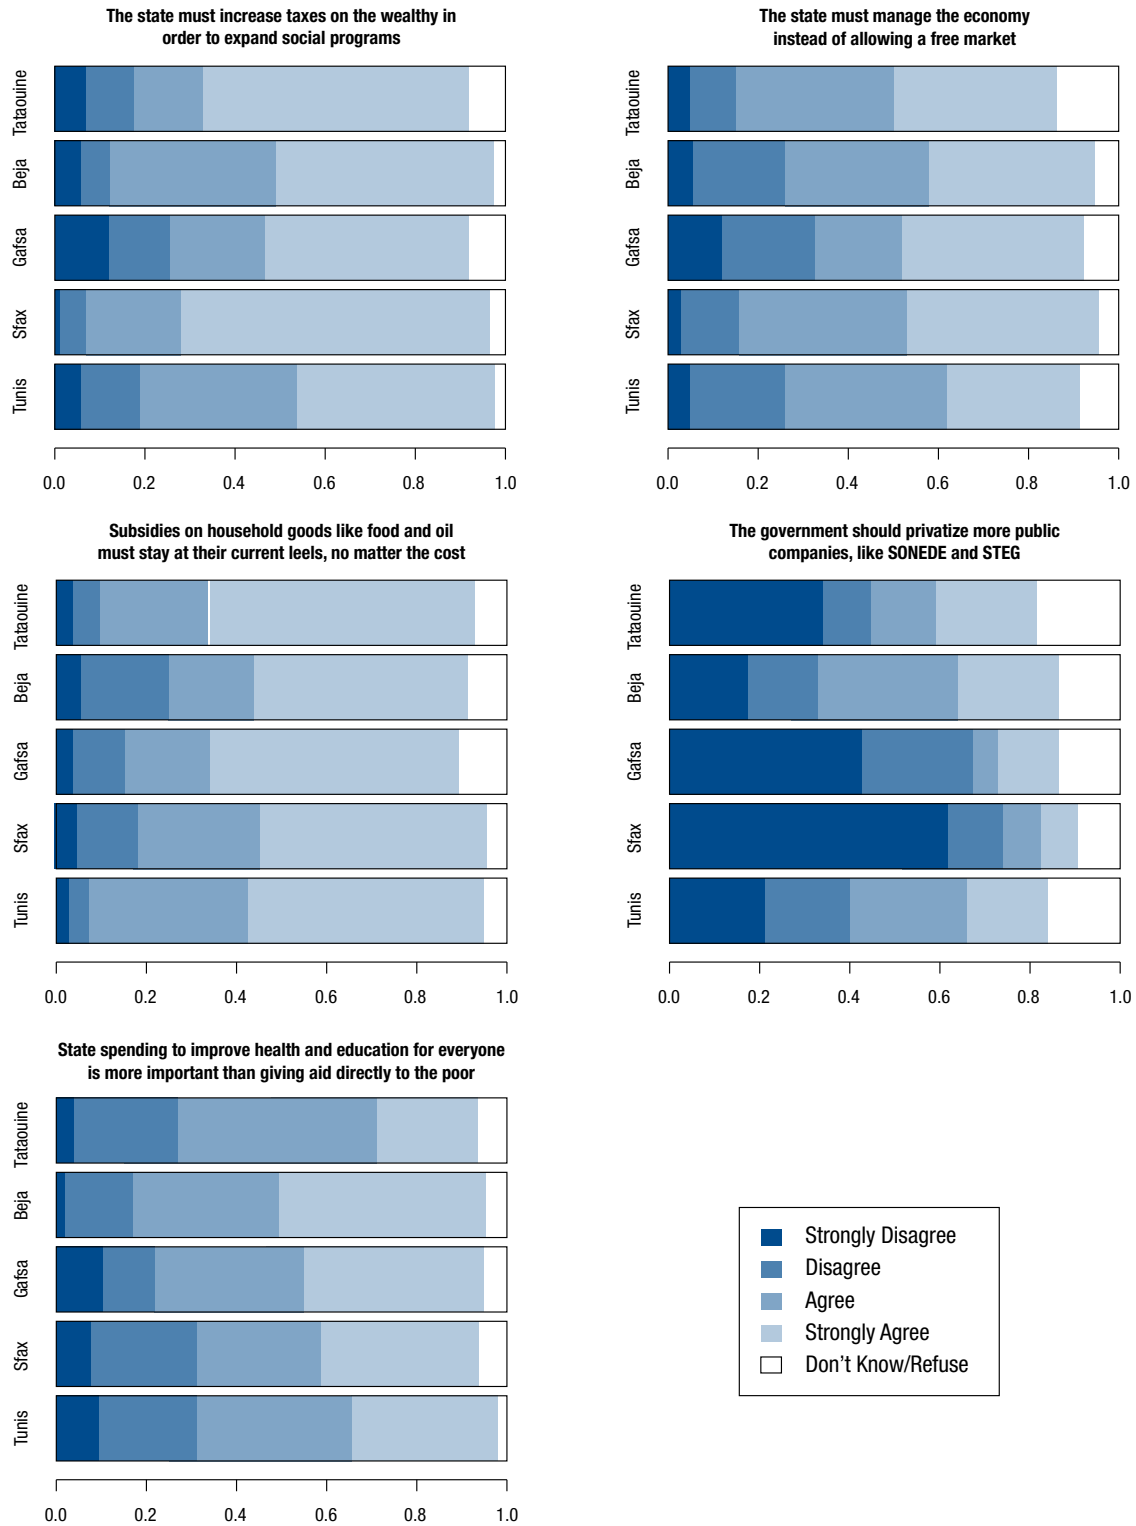 The state must increase taxes on the wealthy in
order to expand social programs
Tataouine
Beja
Gafsa
Sfax
Tunis
0.0 0.2 0.4 0.6 0.8 1.0
The state must manage the economy
instead of allowing a free market
Tataouine
Beja
Gafsa
Sfax
Tunis
0.0 0.2 0.4 0.6 0.8 1.0
Subsidies on household goods like food and oil
must stay at their current leels, no matter the cost
Tataouine
Beja
Gafsa
Sfax
Tunis
0.0 0.2 0.4 0.6 0.8 1.0
The government should privatize more public
companies, like SONEDE and STEG
Tataouine
Beja
Gafsa
Sfax
Tunis
0.0 0.2 0.4 0.6 0.8 1.0
State spending to improve health and education for everyone
is more important than giving aid directly to the poor
Tataouine
Beja
Gafsa
Sfax
Tunis
0.0 0.2 0.4 0.6 0.8 1.0
Strongly Disagree
Disagree
Agree
Strongly Agree
Don't Know/Refuse